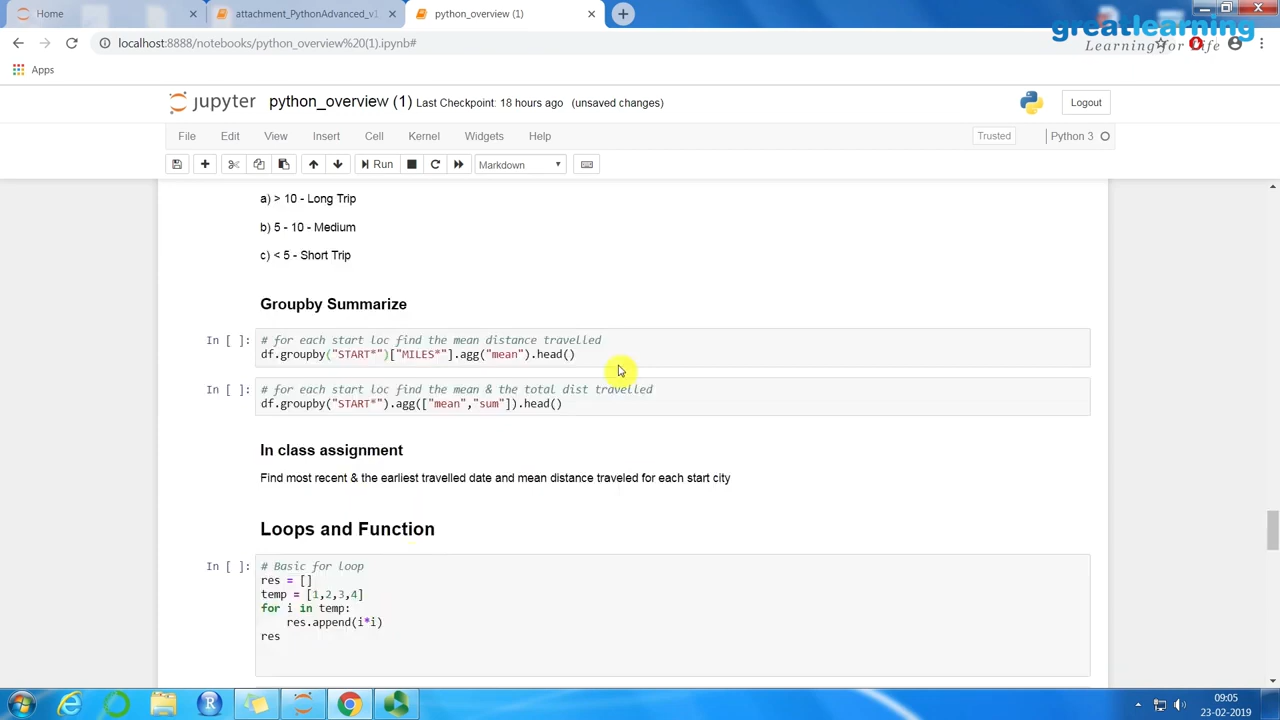 Home
attachment_PythonAdvanced_v1
python_overview (1)
greatlearning
Learning for Life
localhost:8888/notebooks/python_overview%20(1).ipynb#
Apps
jupyter python_overview (1) Last Checkpoint: 18 hours ago (unsaved changes)
Logout
File Edit View Insert Cell Kernel Widgets Help
Trusted Python 3
Run Markdown
a) > 10 - Long Trip
b) 5 - 10 - Medium
c) < 5 - Short Trip
Groupby Summarize
In [ ]: # for each start loc find the mean distance travelled
df.groupby("START*")["MILES*"].agg("mean").head()
In [ ]: # for each start loc find the mean & the total dist travelled
df.groupby("START*").agg(["mean","sum"]).head()
In class assignment
Find most recent & the earliest travelled date and mean distance traveled for each start city
Loops and Function
In [ ]: # Basic for loop
res = []
temp = [1,2,3,4]
for i in temp:
res.append(i*i)
res
09:05
23-02-2019